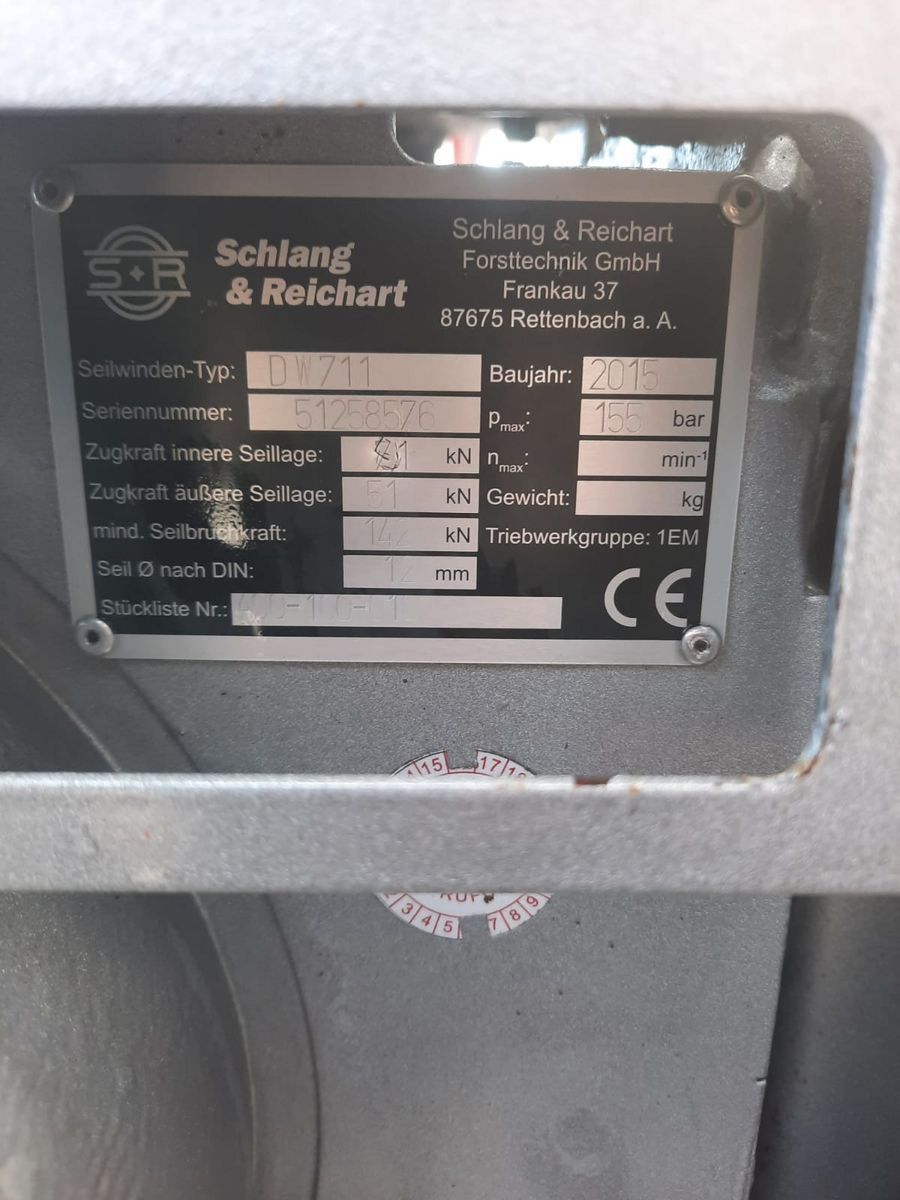 S+R
Schlang
& Reichart
Schlang & Reichart
Forsttechnik GmbH
Frankau 37
87675 Rettenbach a. A.
Seilwinden-Typ: DW711
Seriennummer: 51258576
Zugkraft innere Seillage: kN
Zugkraft äußere Seillage: 51 kN
mind. Seilbruchkraft: 142 kN
Seil Ø nach DIN: 12 mm
Stückliste Nr.:
Baujahr: 2015
pmax: 155 bar
nmax: min-1
Gewicht: kg
Triebwerkgruppe: 1EM
CE
15 17
3 4 5 7 8 9